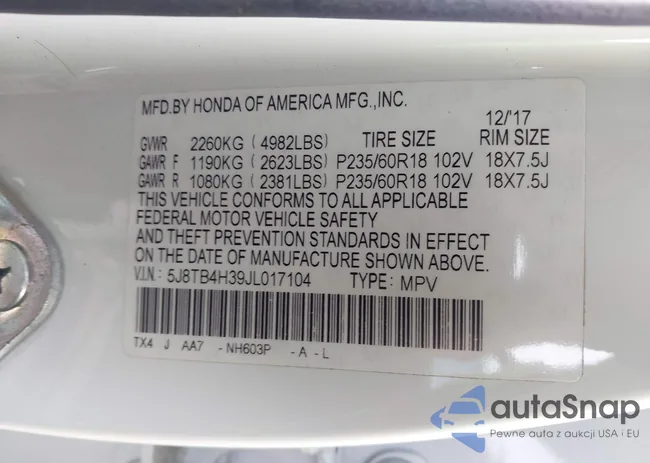 MFD.BY HONDA OF AMERICA MFG.,INC.
12/'17
GVWR 2260KG ( 4982LBS) TIRE SIZE RIM SIZE
GAWR F 1190KG ( 2623LBS) P235/60R18 102V 18X7.5J
GAWR R 1080KG ( 2381LBS) P235/60R18 102V 18X7.5J
THIS VEHICLE CONFORMS TO ALL APPLICABLE
FEDERAL MOTOR VEHICLE SAFETY
AND THEFT PREVENTION STANDARDS IN EFFECT
ON THE DATE OF MANUFACTURE SHOWN ABOVE.
V.I.N: 5J8TB4H39JL017104 TYPE: MPV
TX4 J AA7 - NH603P - A - L
autaSnap
Pewne auta z aukcji USA i EU